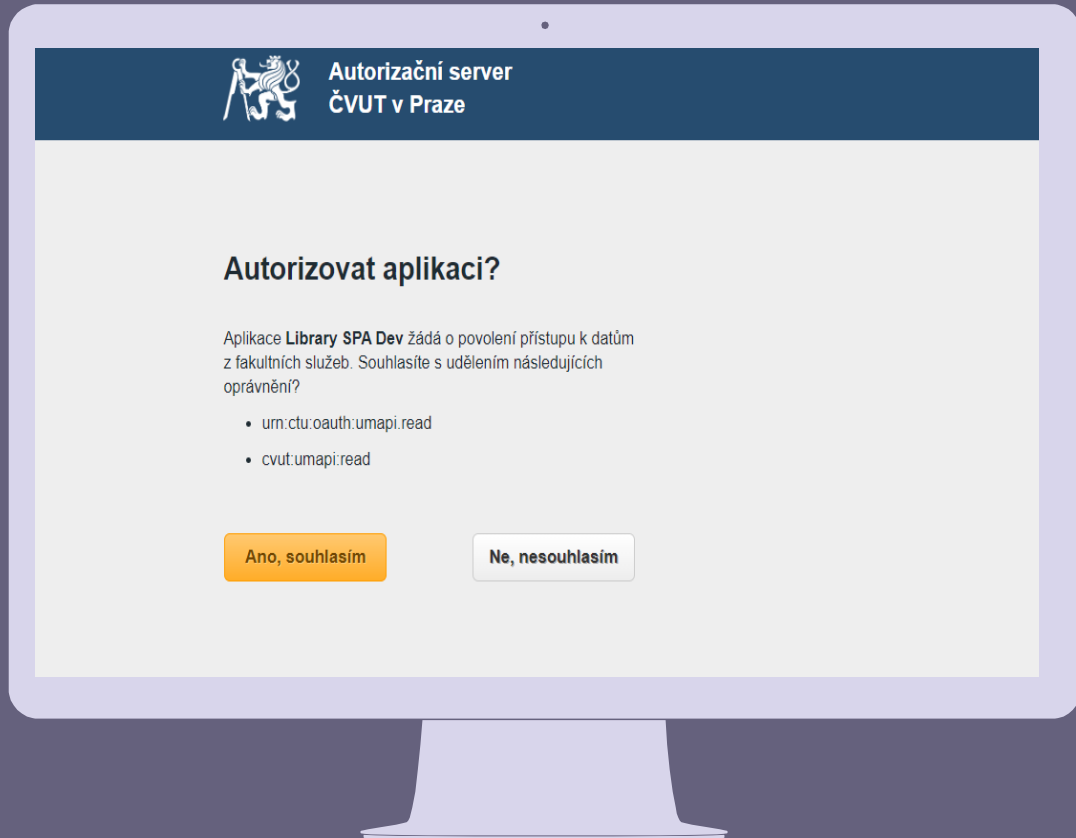 Autorizační server
ČVUT v Praze
Autorizovat aplikaci?
Aplikace Library SPA Dev žádá o povolení přístupu k datům
z fakultních služeb. Souhlasíte s udělením následujících
oprávnění?
• urn:ctu:oauth:umapi.read
• cvut:umapi:read
Ano, souhlasím
Ne, nesouhlasím